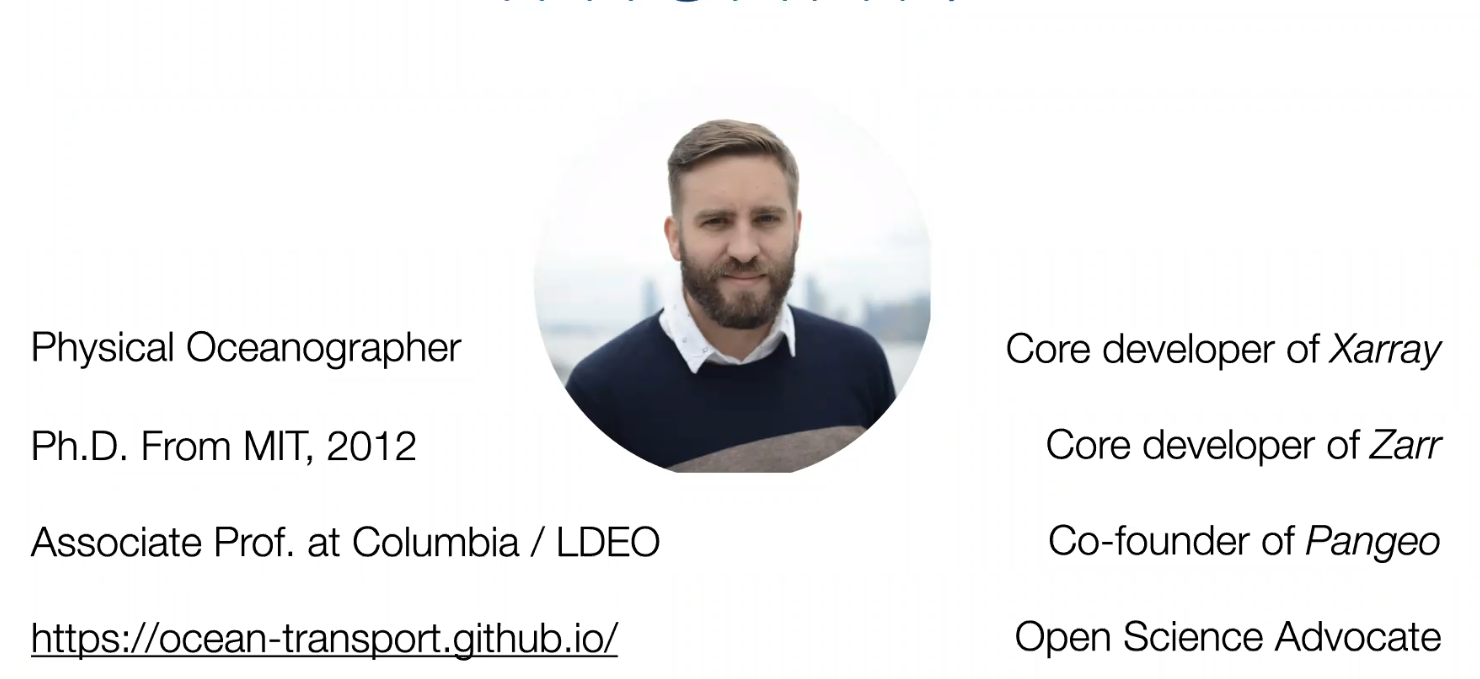 Physical Oceanographer
Ph.D. From MIT, 2012
Associate Prof. at Columbia / LDEO
https://ocean-transport.github.io/
Core developer of Xarray
Core developer of Zarr
Co-founder of Pangeo
Open Science Advocate